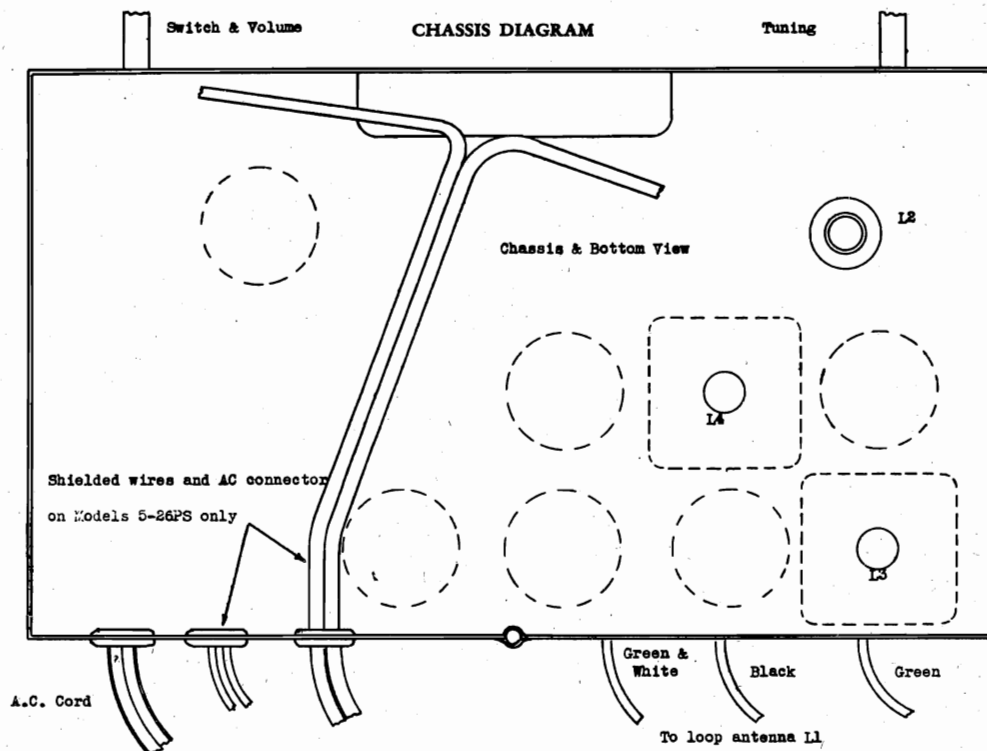 Switch & Volume
CHASSIS DIAGRAM
Tuning
L2
Chassis & Bottom View
L4
Shielded wires and AC connector
on Models 5-26PS only
L3
Green &
White
Black
Green
A.C. Cord
To loop antenna L1